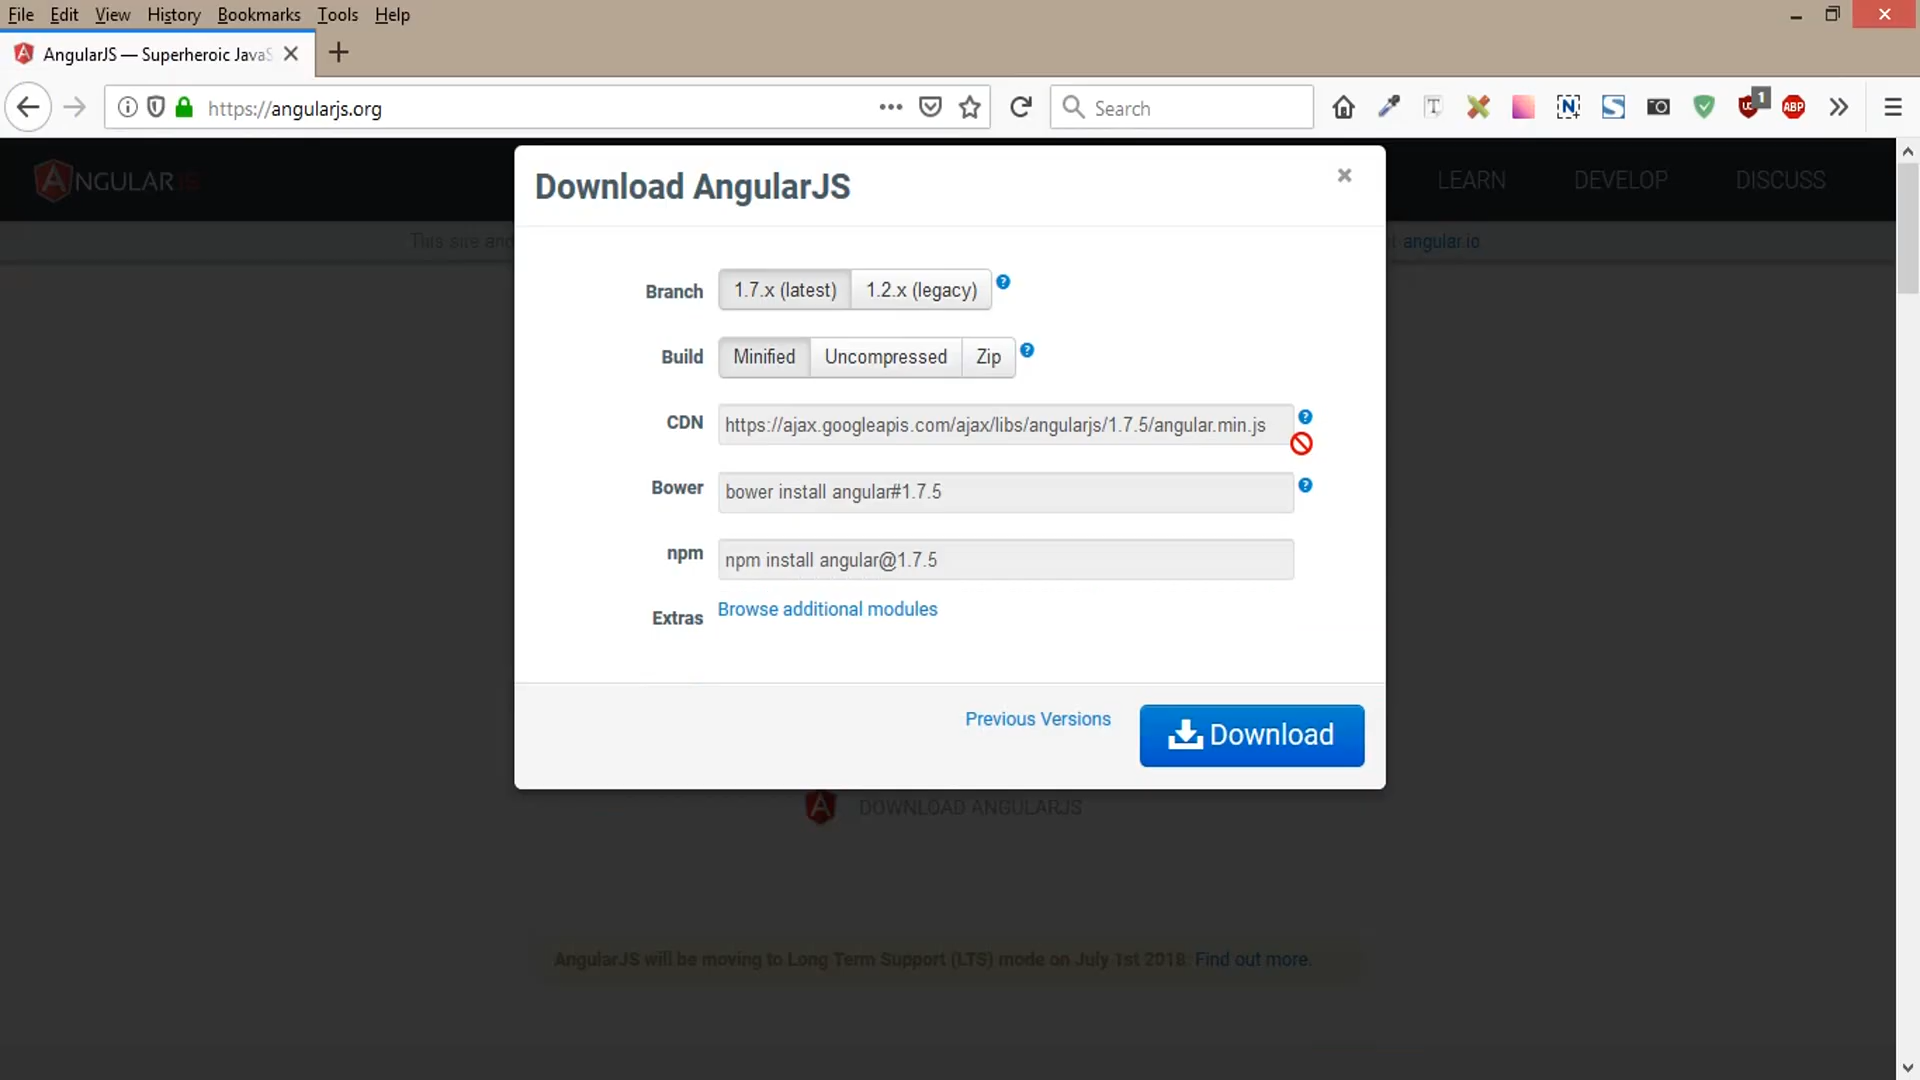 File Edit View History Bookmarks Tools Help
AngularJS — Superheroic JavaS
https://angularjs.org
Search
1
ABP
NGULARJS
LEARN DEVELOP DISCUSS
This site and
angular.io
Download AngularJS
Branch 1.7.x (latest) 1.2.x (legacy)
Build Minified Uncompressed Zip
CDN https://ajax.googleapis.com/ajax/libs/angularjs/1.7.5/angular.min.js
Bower bower install angular#1.7.5
npm npm install angular@1.7.5
Extras Browse additional modules
Previous Versions Download
DOWNLOAD ANGULARJS
AngularJS will be moving to Long Term Support (LTS) mode on July 1st 2018: Find out more.